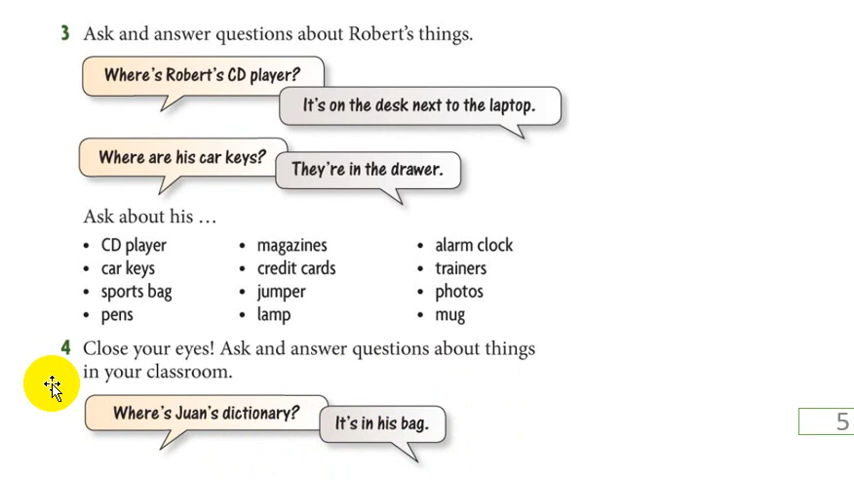 3 Ask and answer questions about Robert's things.
Where's Robert's CD player?
It's on the desk next to the laptop.
Where are his car keys?
They're in the drawer.
Ask about his …
• CD player
• car keys
• sports bag
• pens
• magazines
• credit cards
• jumper
• lamp
• alarm clock
• trainers
• photos
• mug
4 Close your eyes! Ask and answer questions about things
in your classroom.
Where's Juan's dictionary?
It's in his bag.
5